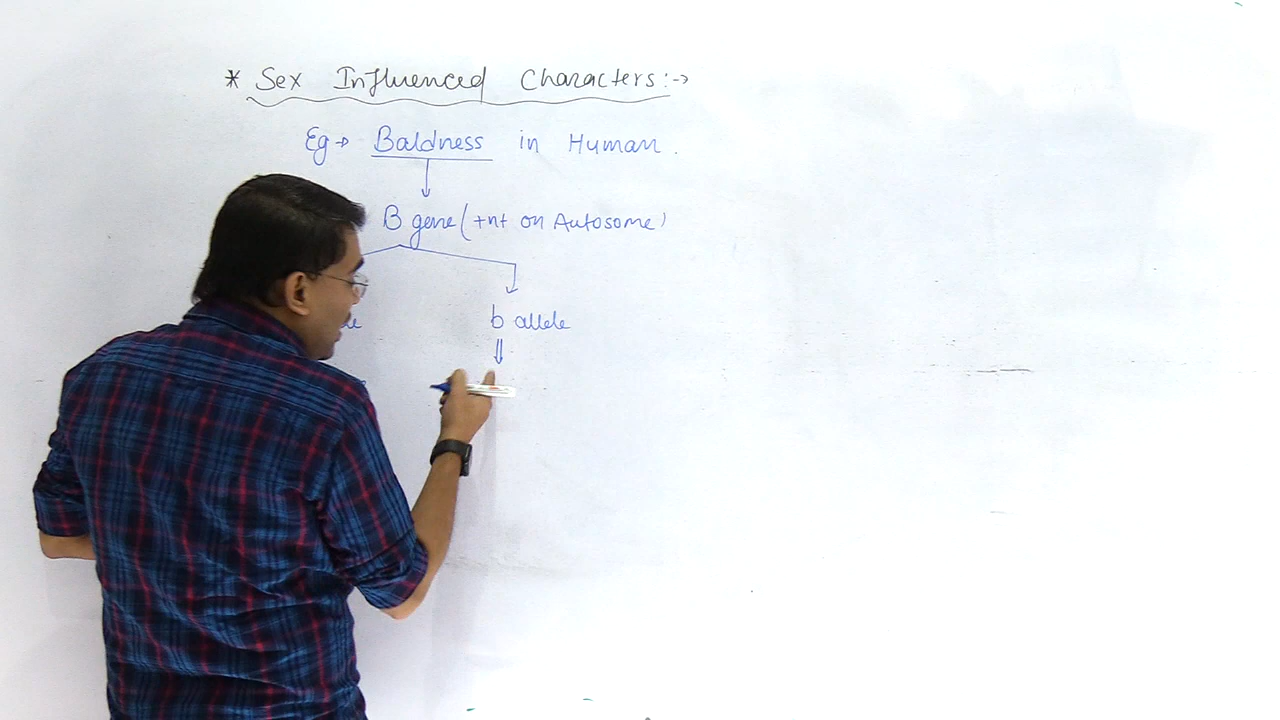 * Sex Influenced Characters:→
Eg → Baldness in Human.
B gene (+nt on Autosome)
b allele